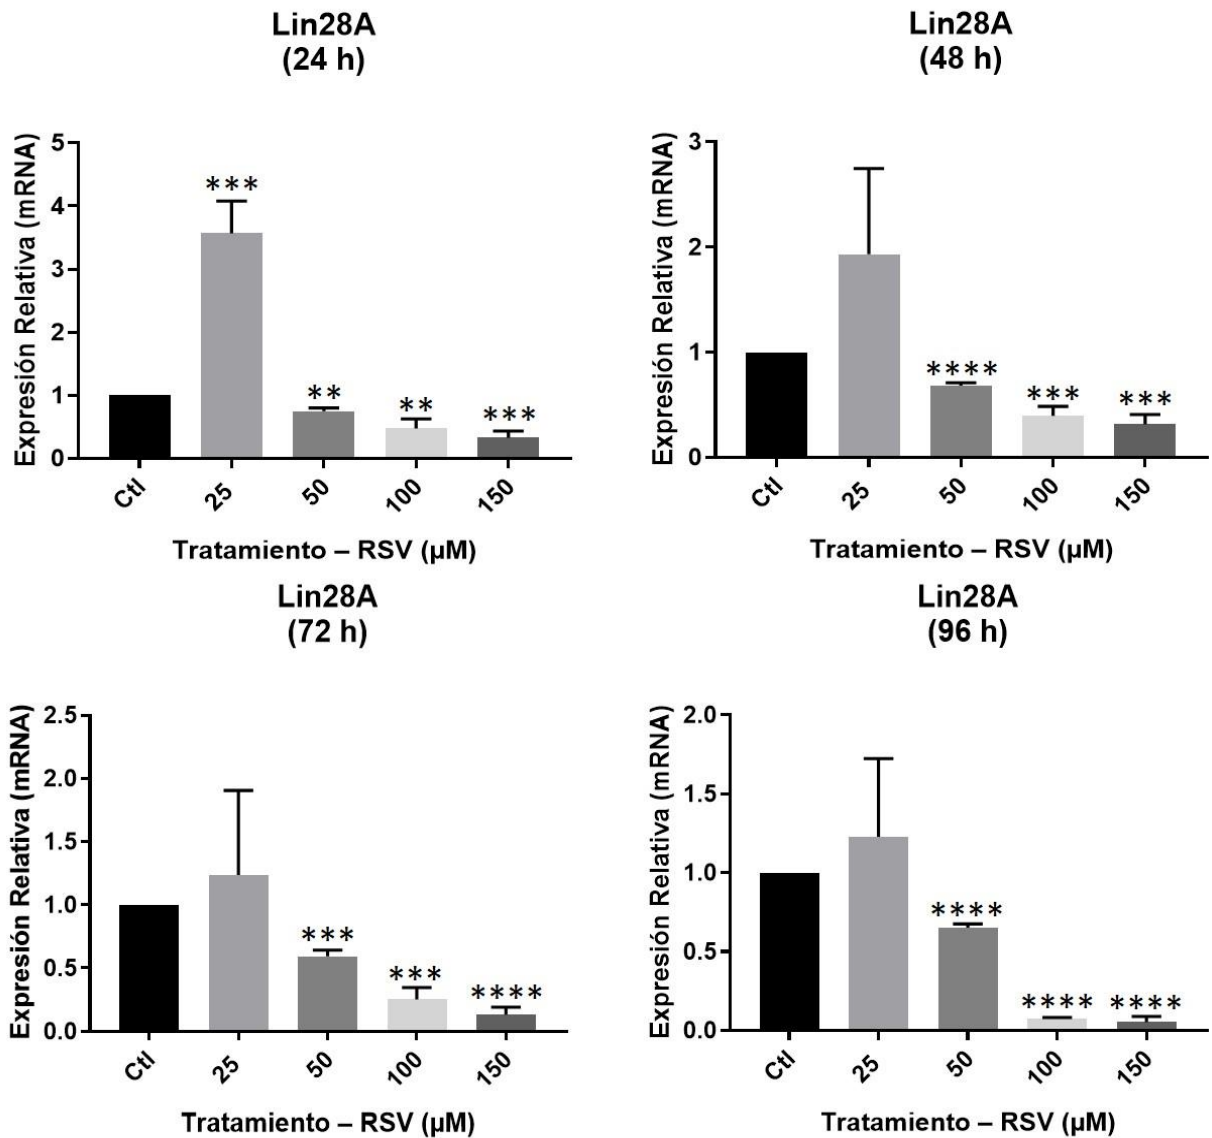 Lin28A
(24 h)
Expresión Relativa (mRNA)
5
4
3
2
1
0
***
**
**
***
Ctl
25
50
100
150
Tratamiento – RSV (µM)
Lin28A
(48 h)
Expresión Relativa (mRNA)
3
2
1
0
****
***
***
Ctl
25
50
100
150
Tratamiento – RSV (µM)
Lin28A
(72 h)
Expresión Relativa (mRNA)
2.5
2.0
1.5
1.0
0.5
0.0
***
***
****
Ctl
25
50
100
150
Tratamiento – RSV (µM)
Lin28A
(96 h)
Expresión Relativa (mRNA)
2.0
1.5
1.0
0.5
0.0
****
****
****
Ctl
25
50
100
150
Tratamiento – RSV (µM)